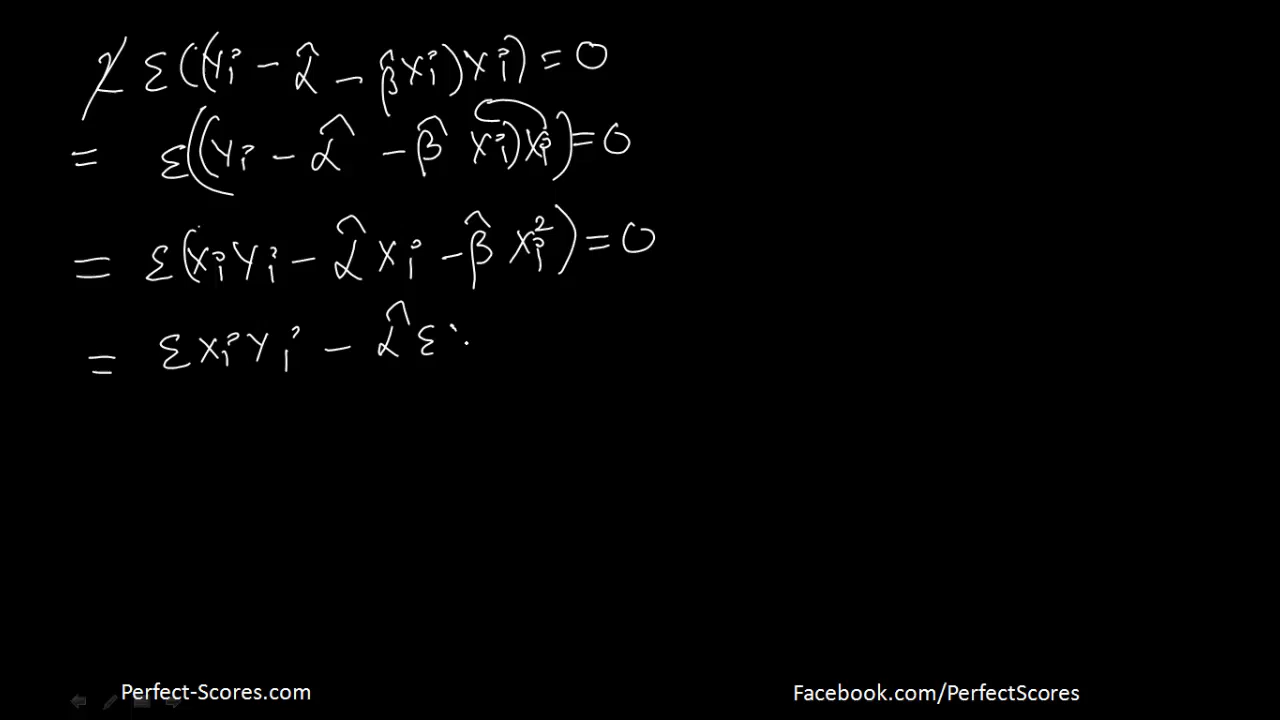 2̸ Σ((Yi − α̂ − β̂Xi)Xi) = 0
= Σ((Yi − α̂ − β̂ Xi)Xi) = 0
= Σ(XiYi − α̂Xi − β̂Xi²) = 0
= ΣXiYi − α̂Σ
Perfect-Scores.com
Facebook.com/PerfectScores